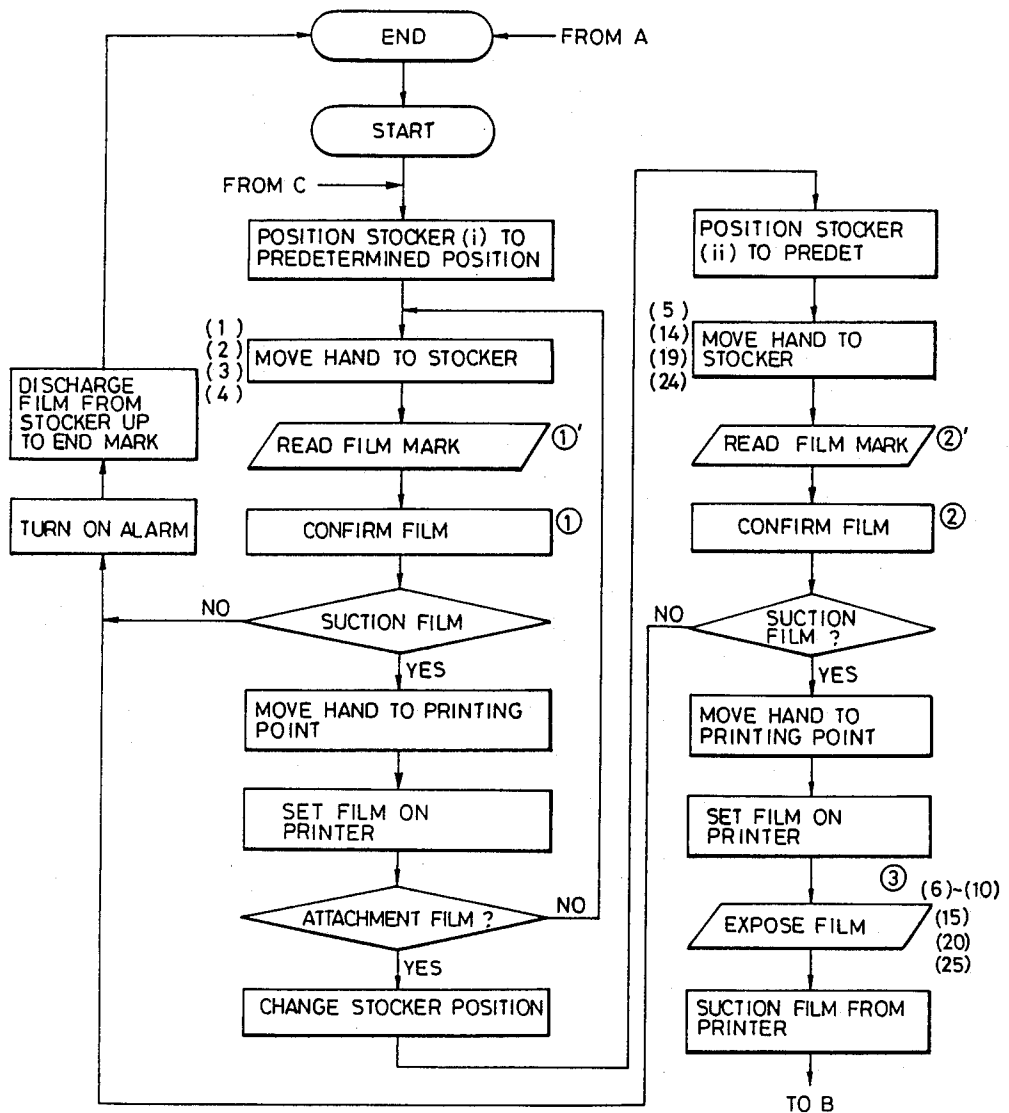 END
FROM A
START
FROM C
POSITION STOCKER (i) TO
PREDETERMINED POSITION
(1)
(2)
(3)
(4)
MOVE HAND TO STOCKER
READ FILM MARK
①'
CONFIRM FILM
①
SUCTION FILM
NO
YES
MOVE HAND TO PRINTING
POINT
SET FILM ON
PRINTER
ATTACHMENT FILM ?
NO
YES
CHANGE STOCKER POSITION
DISCHARGE
FILM FROM
STOCKER UP
TO END MARK
TURN ON ALARM
POSITION STOCKER
(ii) TO PREDET
(5)
(14)
(19)
(24)
MOVE HAND TO
STOCKER
READ FILM MARK
②'
CONFIRM FILM
②
SUCTION
FILM ?
NO
YES
MOVE HAND TO
PRINTING POINT
SET FILM ON
PRINTER
③
(6)~(10)
(15)
(20)
(25)
EXPOSE FILM
SUCTION FILM FROM
PRINTER
TO B